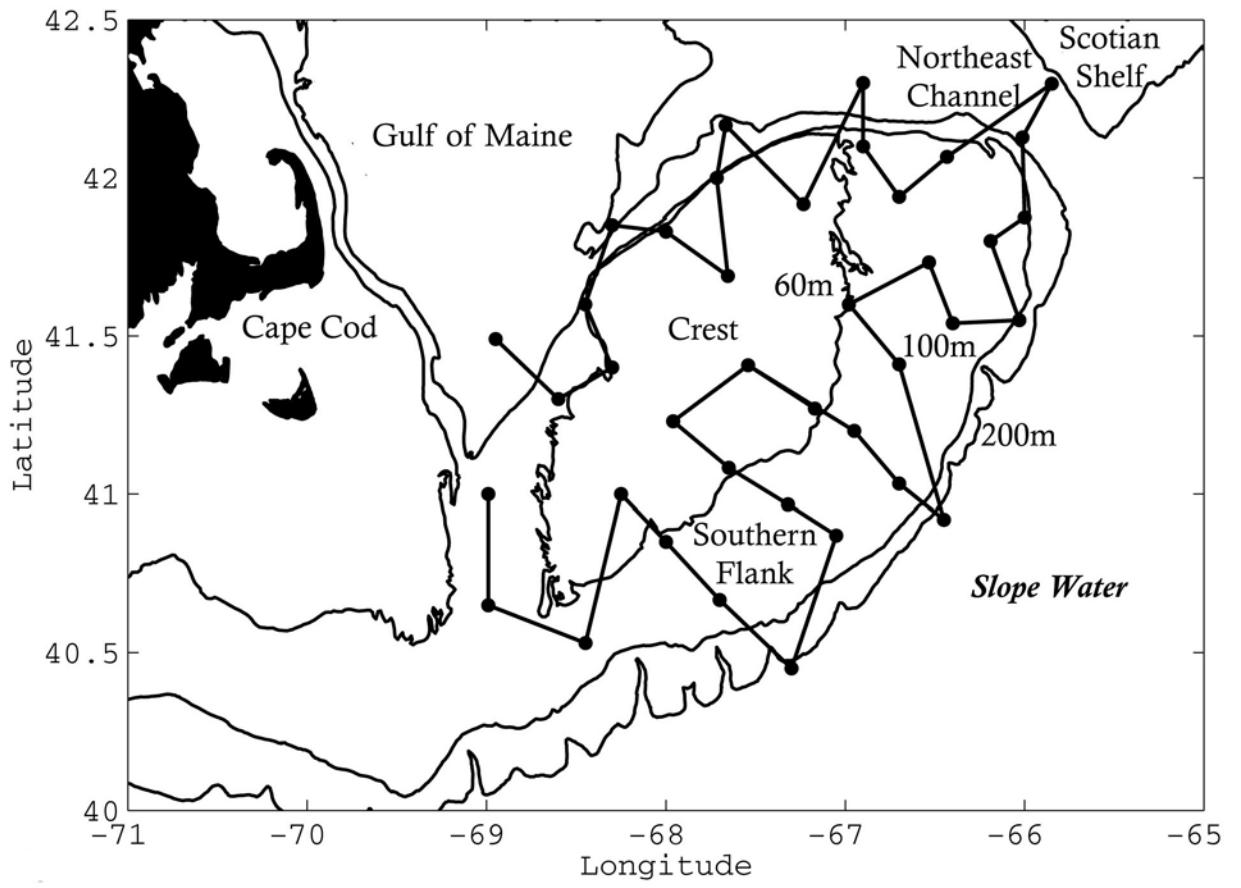 42.5
Scotian
Shelf
Northeast
Channel
Gulf of Maine
42
60m
Cape Cod
Crest
41.5
100m
Latitude
200m
41
Southern
Flank
Slope Water
40.5
40
-71
-70
-69
-68
-67
-66
-65
Longitude